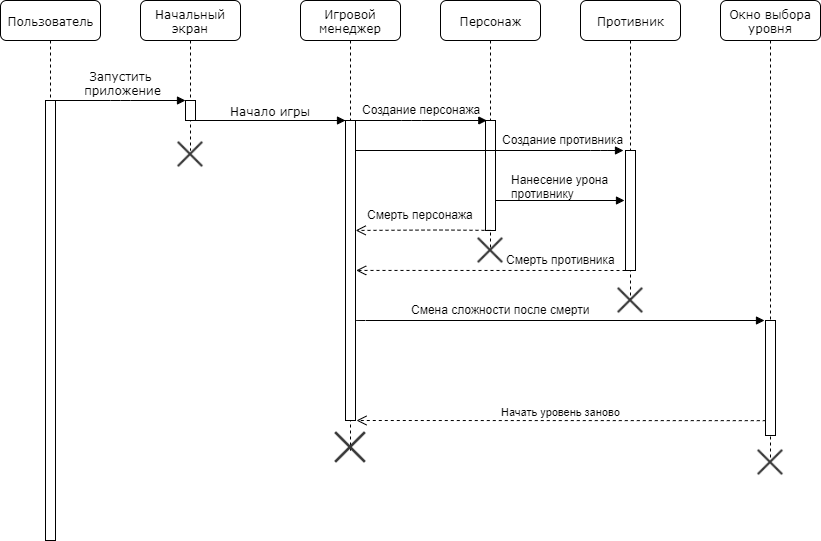 Пользователь
Начальный
экран
Игровой
менеджер
Персонаж
Противник
Окно выбора
уровня
Запустить
приложение
Начало игры
Создание персонажа
Создание противника
Нанесение урона
противнику
Смерть персонажа
Смерть противника
Смена сложности после смерти
Начать уровень заново